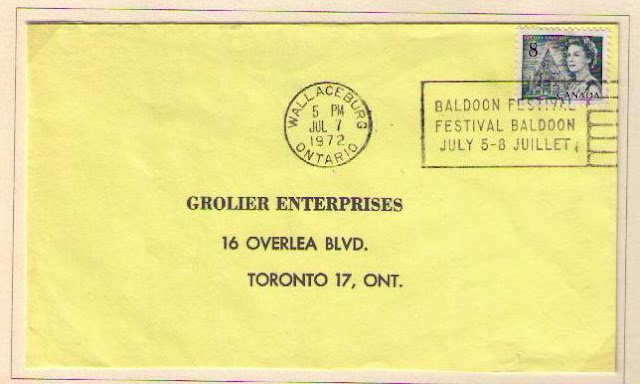 8
CANADA
WALLACEBURG
5 PM
JUL 7
1972
ONTARIO
BALDOON FESTIVAL
FESTIVAL BALDOON
JULY 5-8 JUILLET
GROLIER ENTERPRISES
16 OVERLEA BLVD.
TORONTO 17, ONT.